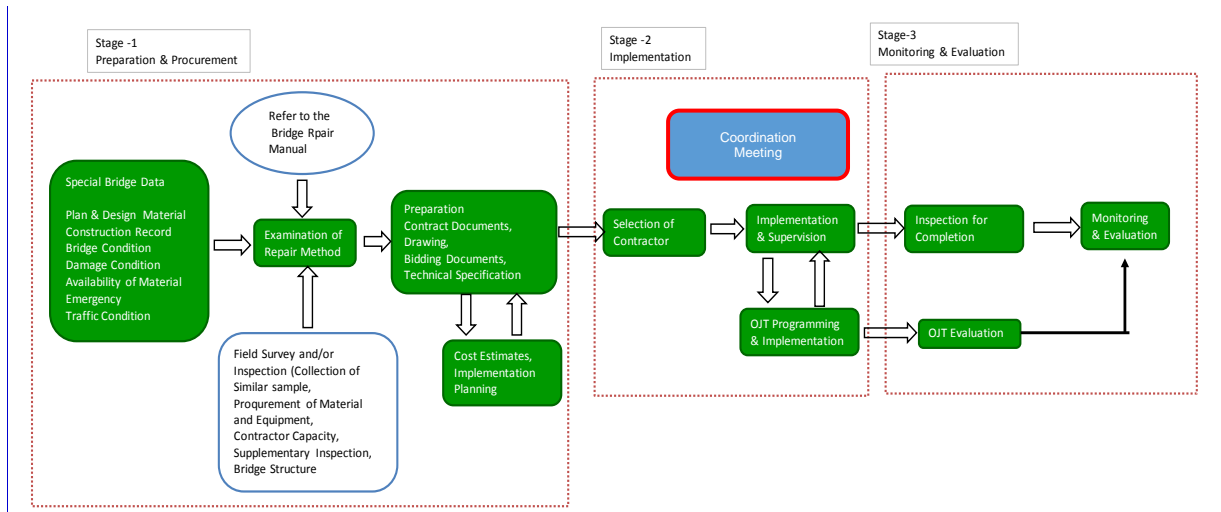 Stage -1
Preparation & Procurement
Stage -2
Implementation
Stage-3
Monitoring & Evaluation
Refer to the
Bridge Rpair
Manual
Coordination
Meeting
Special Bridge Data
Plan & Design Material
Construction Record
Bridge Condition
Damage Condition
Availability of Material
Emergency
Traffic Condition
Examination of
Repair Method
Preparation
Contract Documents,
Drawing,
Bidding Documents,
Technical Specification
Selection of
Contractor
Implementation
& Supervision
Inspection for
Completion
Monitoring
& Evaluation
Field Survey and/or
Inspection (Collection of
Similar sample,
Procurement of Material
and Equipment,
Contractor Capacity,
Supplementary Inspection,
Bridge Structure
Cost Estimates,
Implementation
Planning
OJT Programming
& Implementation
OJT Evaluation